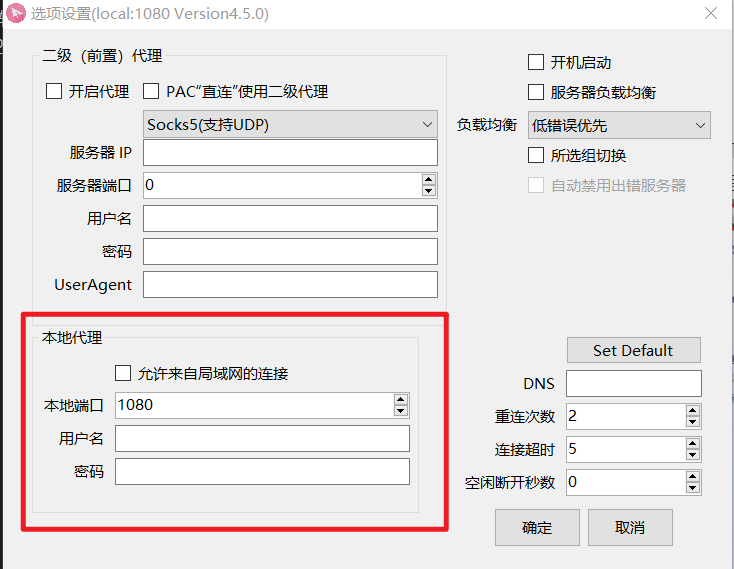 选项设置(local:1080 Version4.5.0)
二级（前置）代理
开启代理 PAC“直连”使用二级代理
Socks5(支持UDP)
服务器 IP
服务器端口 0
用户名
密码
UserAgent
开机启动
服务器负载均衡
负载均衡 低错误优先
所选组切换
自动禁用出错服务器
本地代理
允许来自局域网的连接
本地端口 1080
用户名
密码
Set Default
DNS
重连次数 2
连接超时 5
空闲断开秒数 0
确定 取消